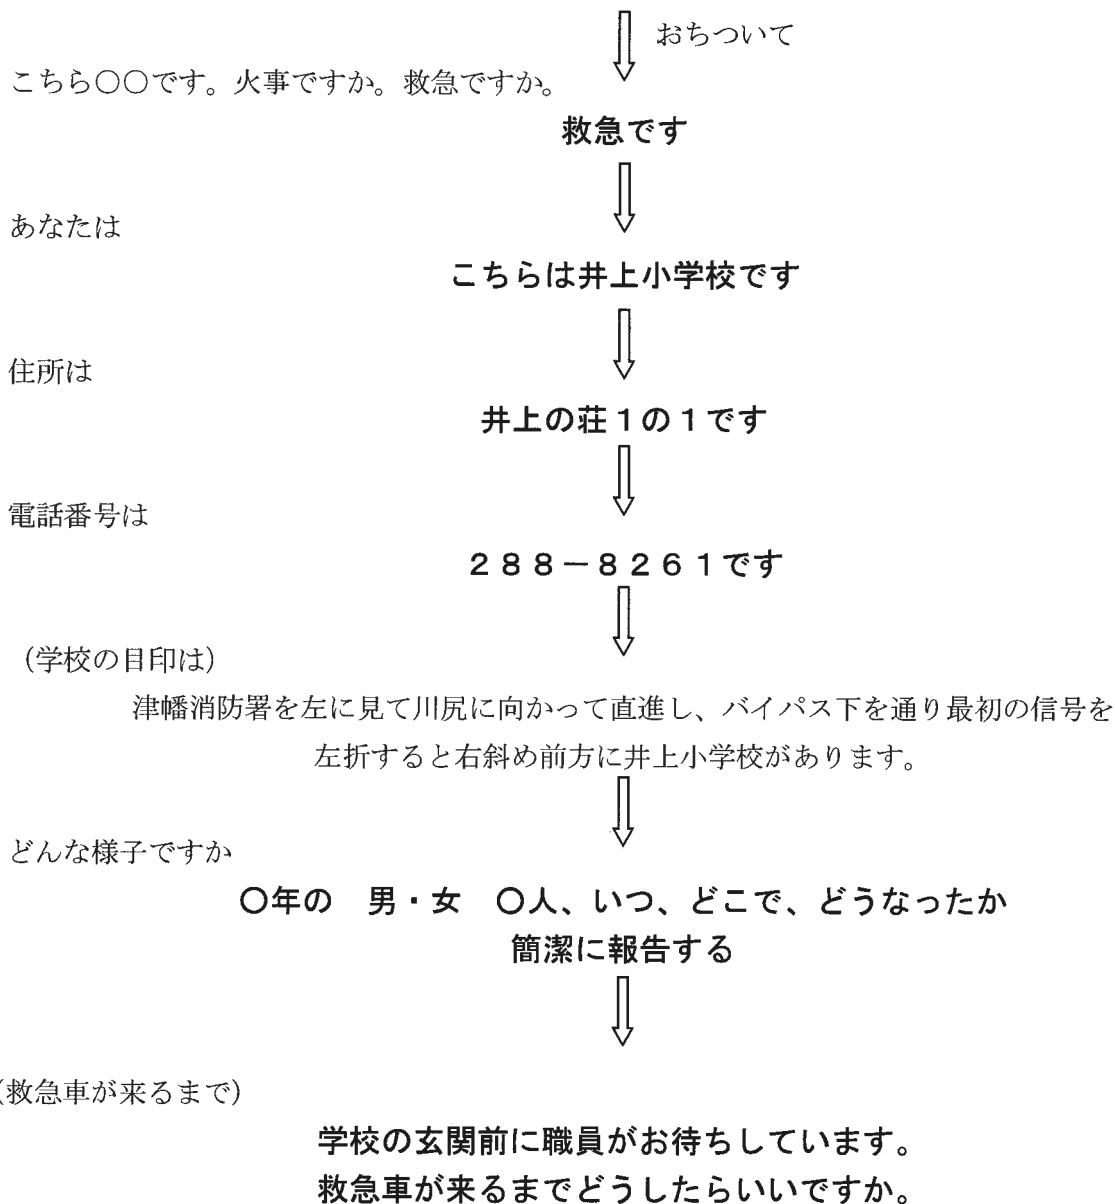 おちついて
こちら○○です。火事ですか。救急ですか。
救急です
あなたは
こちらは井上小学校です
住所は
井上の荘１の１です
電話番号は
２８８－８２６１です
（学校の目印は）
津幡消防署を左に見て川尻に向かって直進し、バイパス下を通り最初の信号を
左折すると右斜め前方に井上小学校があります。
どんな様子ですか
○年の　男・女　○人、いつ、どこで、どうなったか
簡潔に報告する
（救急車が来るまで）
学校の玄関前に職員がお待ちしています。
救急車が来るまでどうしたらいいですか。